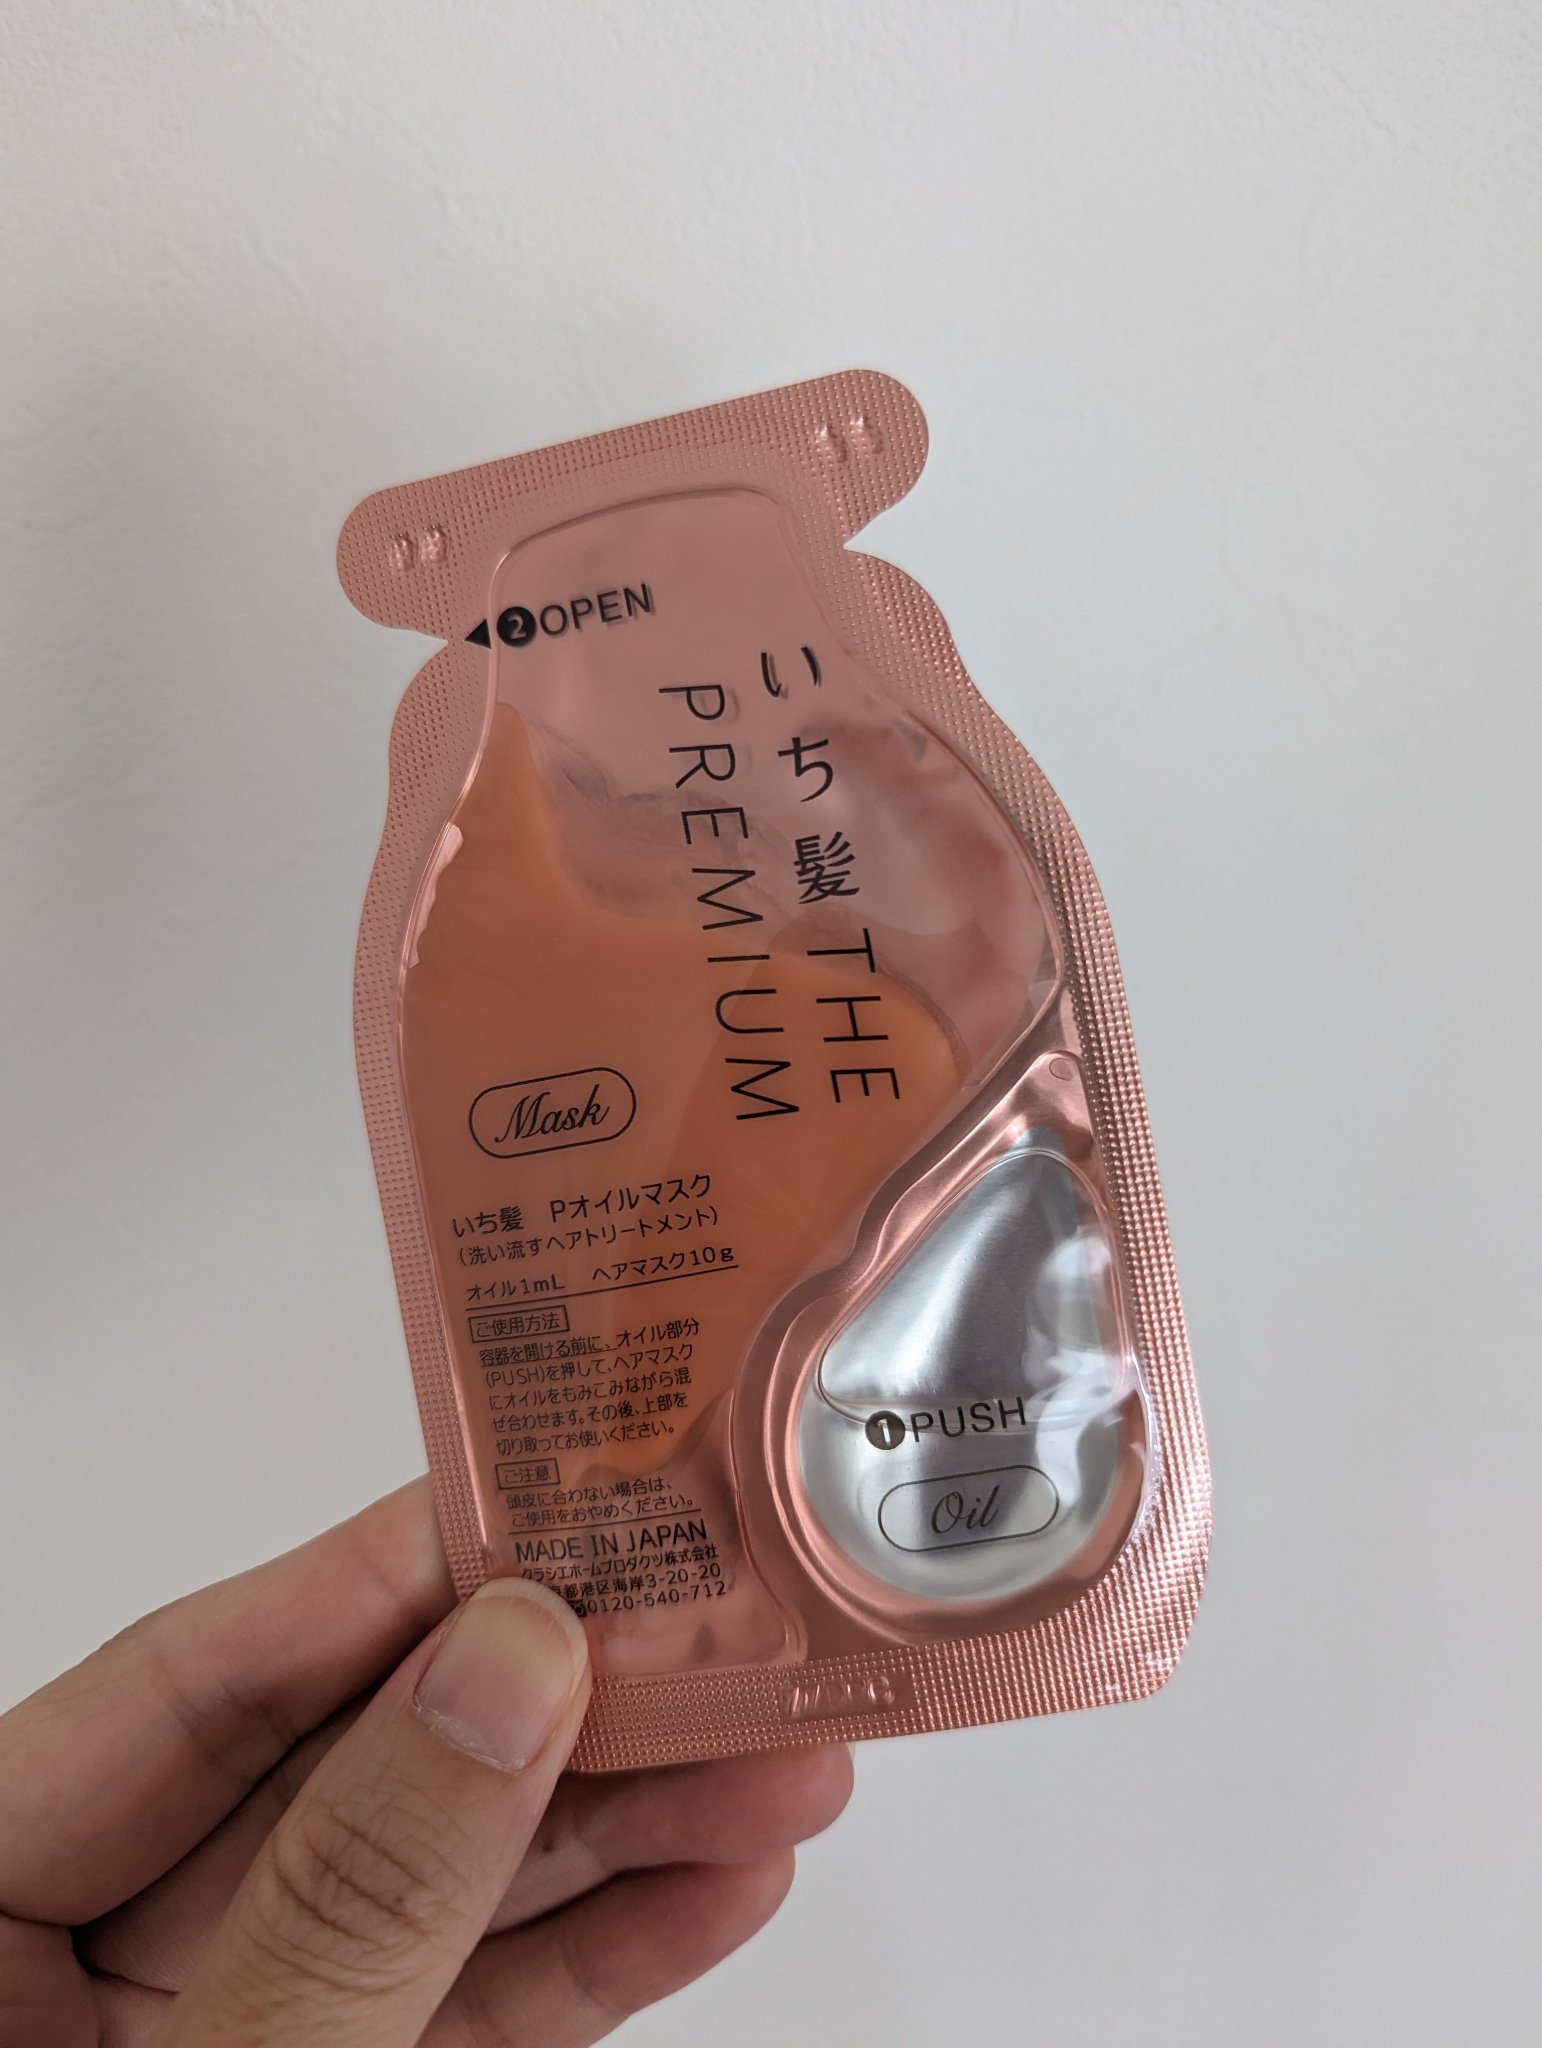 ❷OPEN
いち髪 THE
PREMIUM
Mask
いち髪 Pオイルマスク
(洗い流すヘアトリートメント)
オイル1mL ヘアマスク10g
ご使用方法
容器を開ける前に、オイル部分
(PUSH)を押して、ヘアマスク
にオイルをもみこみながら混
ぜ合わせます。その後、上部を
切り取ってお使いください。
ご注意
頭皮に合わない場合は、
ご使用をおやめください。
MADE IN JAPAN
クラシエホームプロダクツ株式会社
京都港区海岸3-20-20
0120-540-712
❶PUSH
Oil